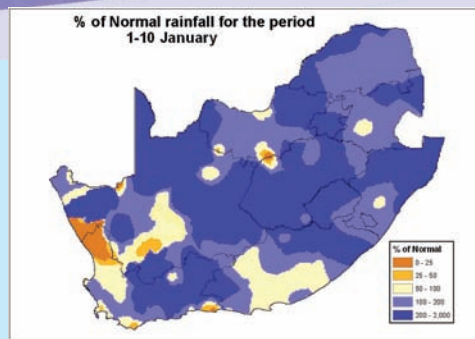 % of Normal rainfall for the period
1-10 January
% of Normal
0 - 25
25 - 50
50 - 100
100 - 200
200 - 2,000